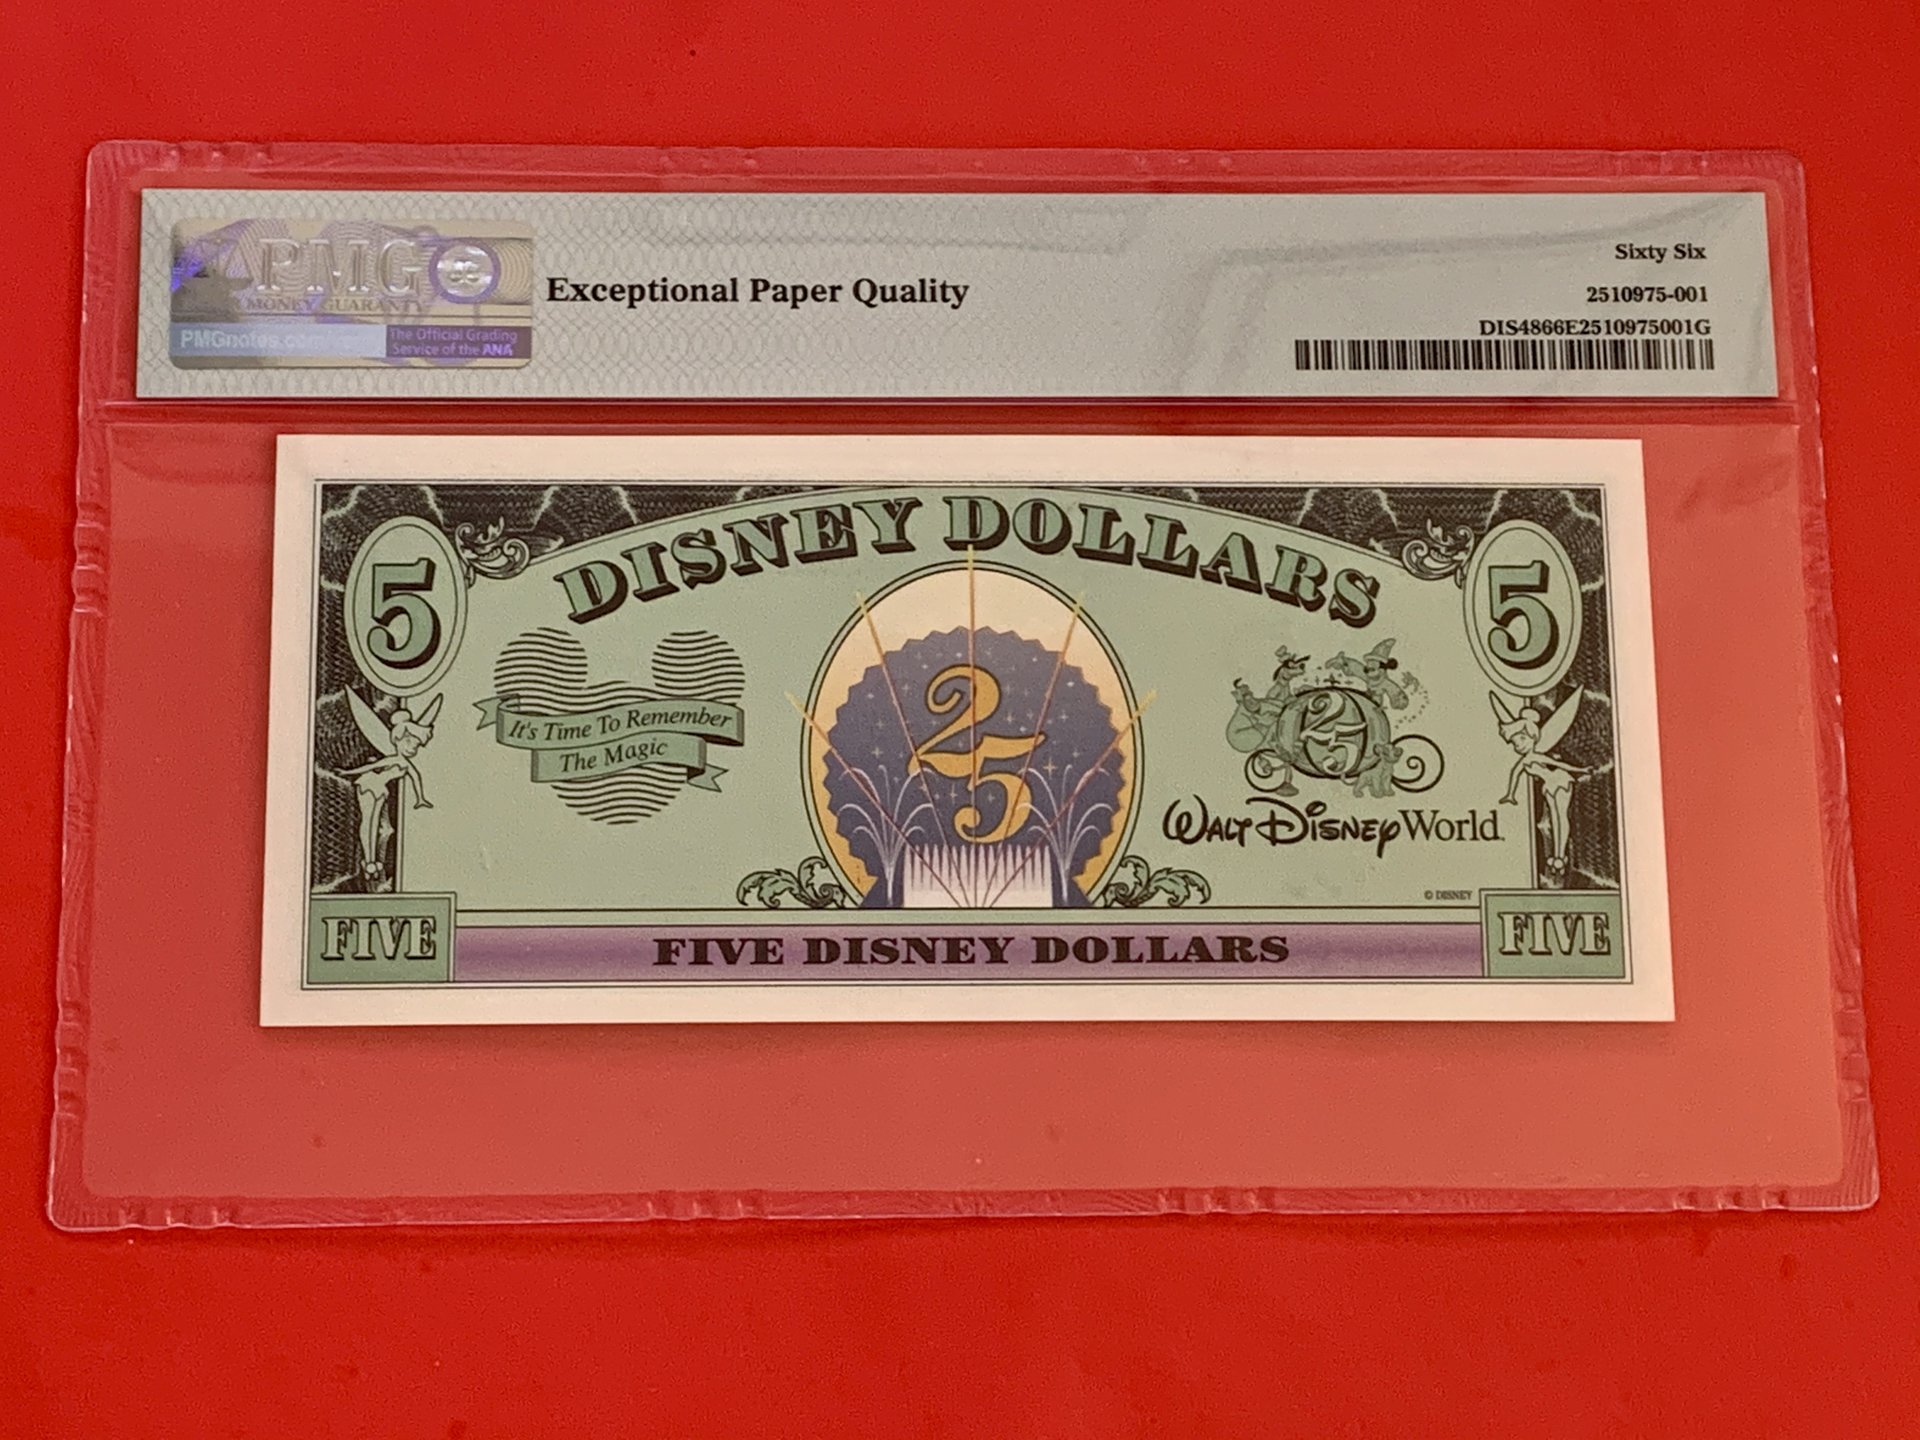 PMG
MONEY GUARANTY
The Official Grading
Service of the ANA
Exceptional Paper Quality
Sixty Six
2510975-001
DIS4866E2510975001G
DISNEY DOLLARS
5
5
It's Time To Remember
The Magic
25
25
WALT DISNEY World
© DISNEY
FIVE
FIVE DISNEY DOLLARS
FIVE